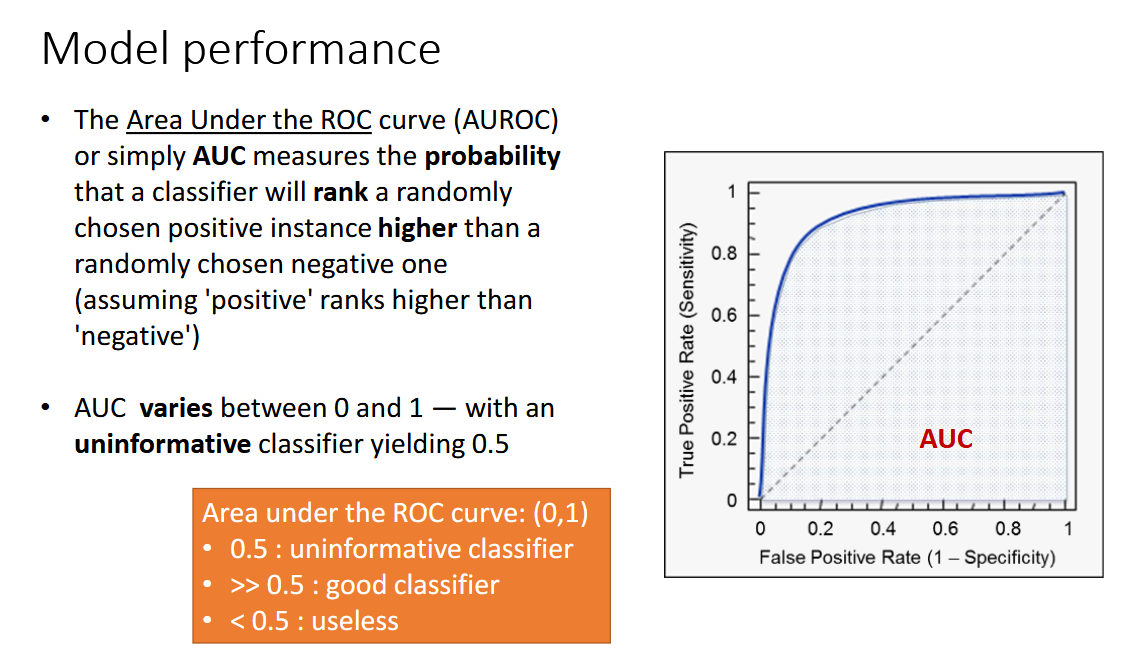 Model performance
• The Area Under the ROC curve (AUROC)
or simply AUC measures the probability
that a classifier will rank a randomly
chosen positive instance higher than a
randomly chosen negative one
(assuming 'positive' ranks higher than
'negative')
• AUC  varies between 0 and 1 — with an
uninformative classifier yielding 0.5
Area under the ROC curve: (0,1)
• 0.5 : uninformative classifier
• >> 0.5 : good classifier
• < 0.5 : useless
True Positive Rate (Sensitivity)
1
0.8
0.6
0.4
0.2
0
AUC
0 0.2 0.4 0.6 0.8 1
False Positive Rate (1 – Specificity)